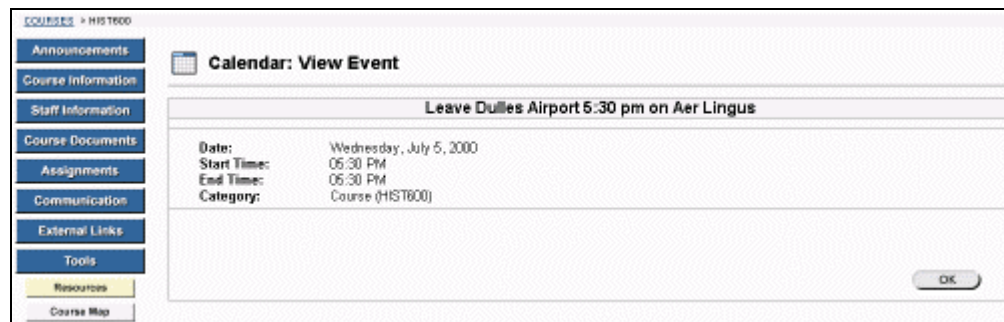 COURSES > HIST600
Announcements
Course Information
Staff Information
Course Documents
Assignments
Communication
External Links
Tools
Resources
Course Map
Calendar: View Event
Leave Dulles Airport 5:30 pm on Aer Lingus
Date: Wednesday, July 5, 2000
Start Time: 05:30 PM
End Time: 06:30 PM
Category: Course (HIST600)
OK